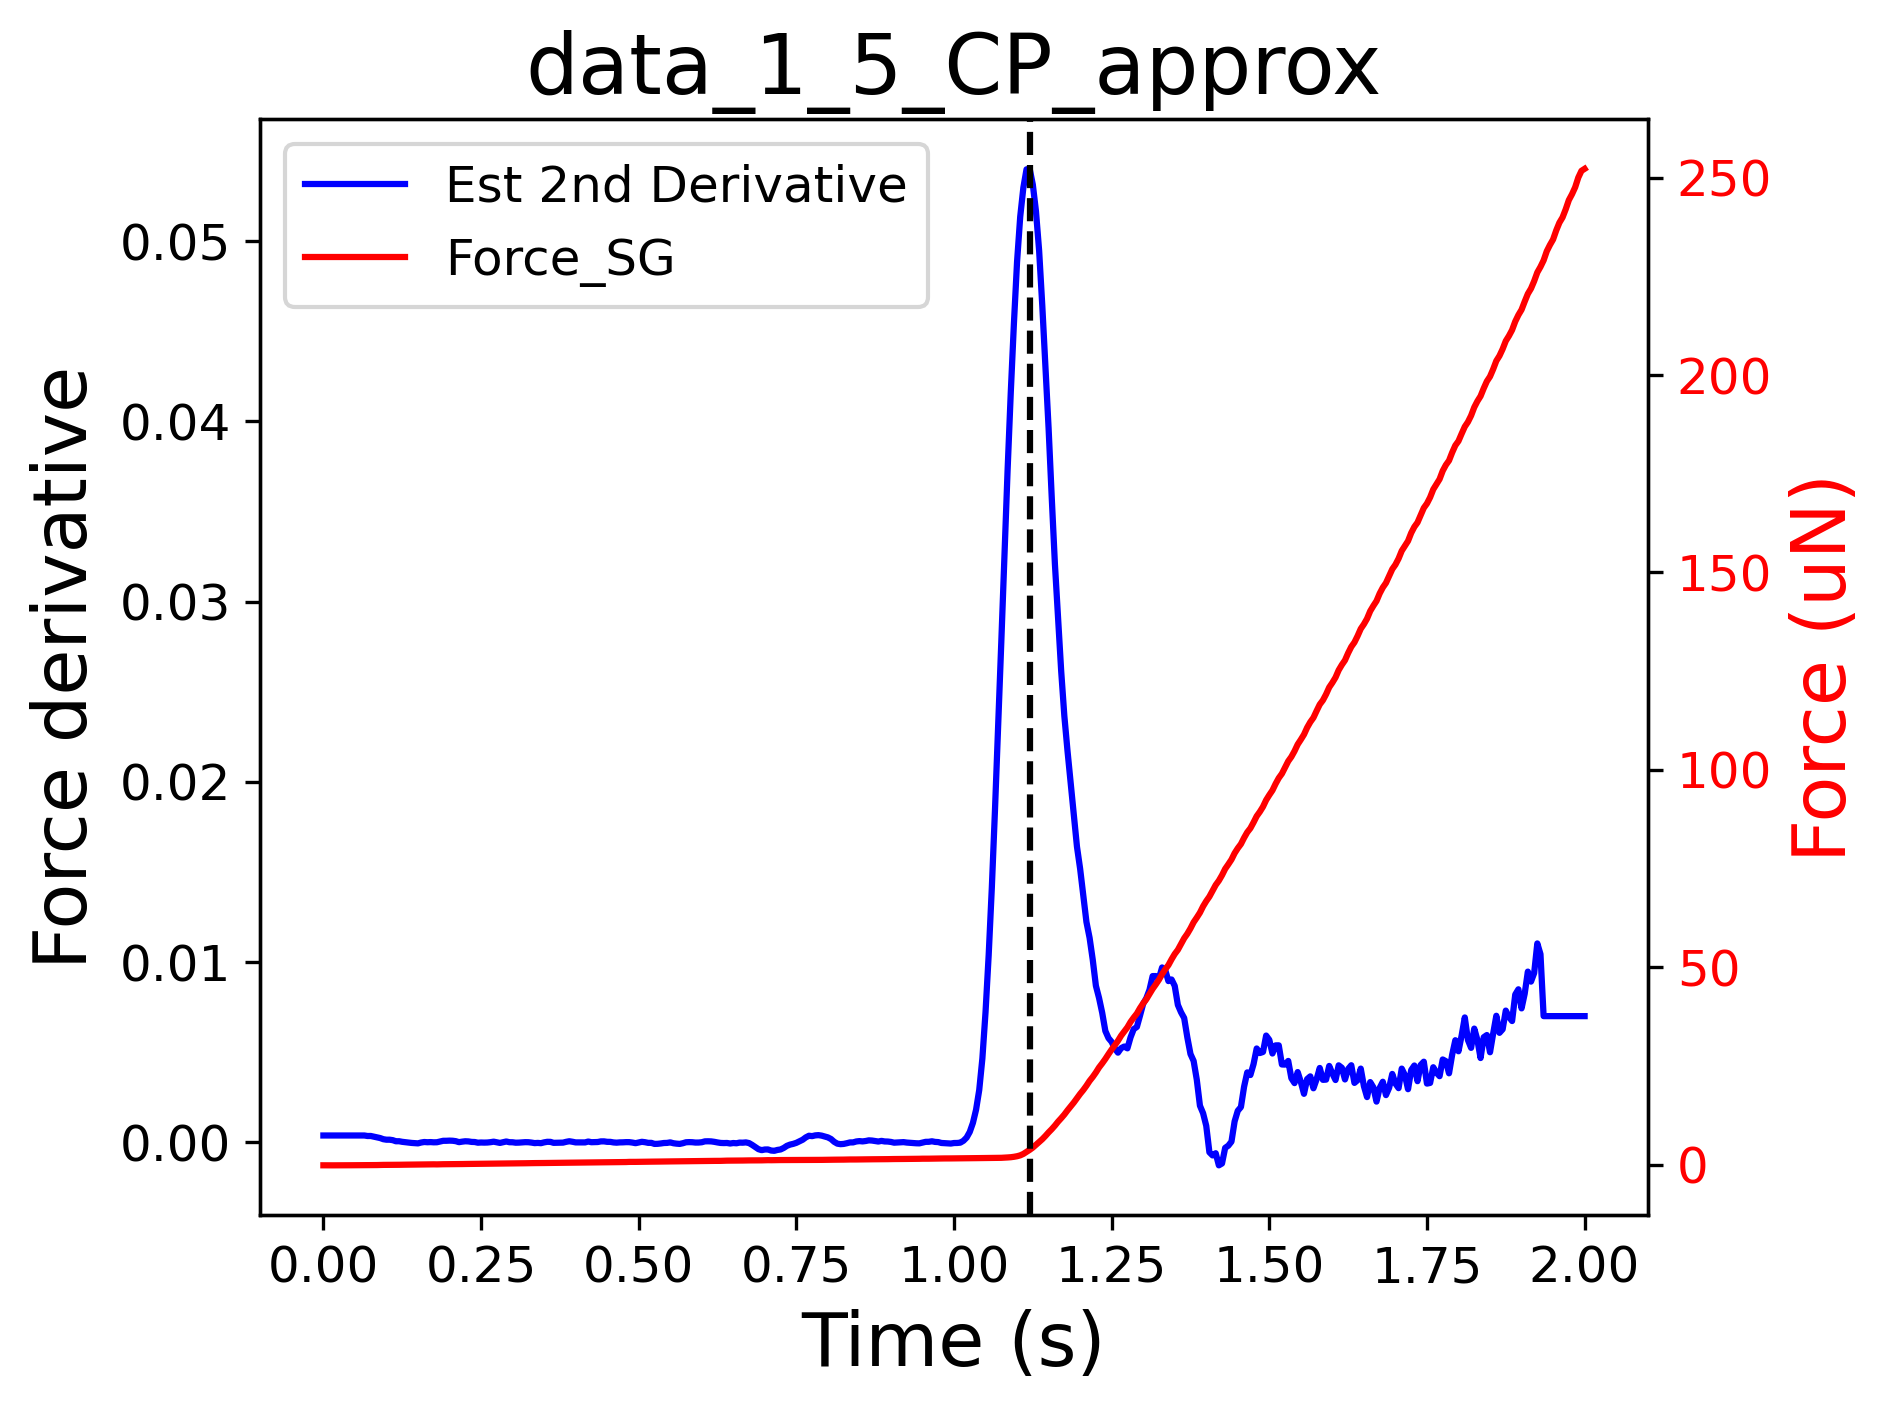 data_1_5_CP_approx
Est 2nd Derivative
Force_SG
Force derivative
0.05
0.04
0.03
0.02
0.01
0.00
250
200
150
100
50
0
Force (uN)
0.00 0.25 0.50 0.75 1.00 1.25 1.50 1.75 2.00
Time (s)